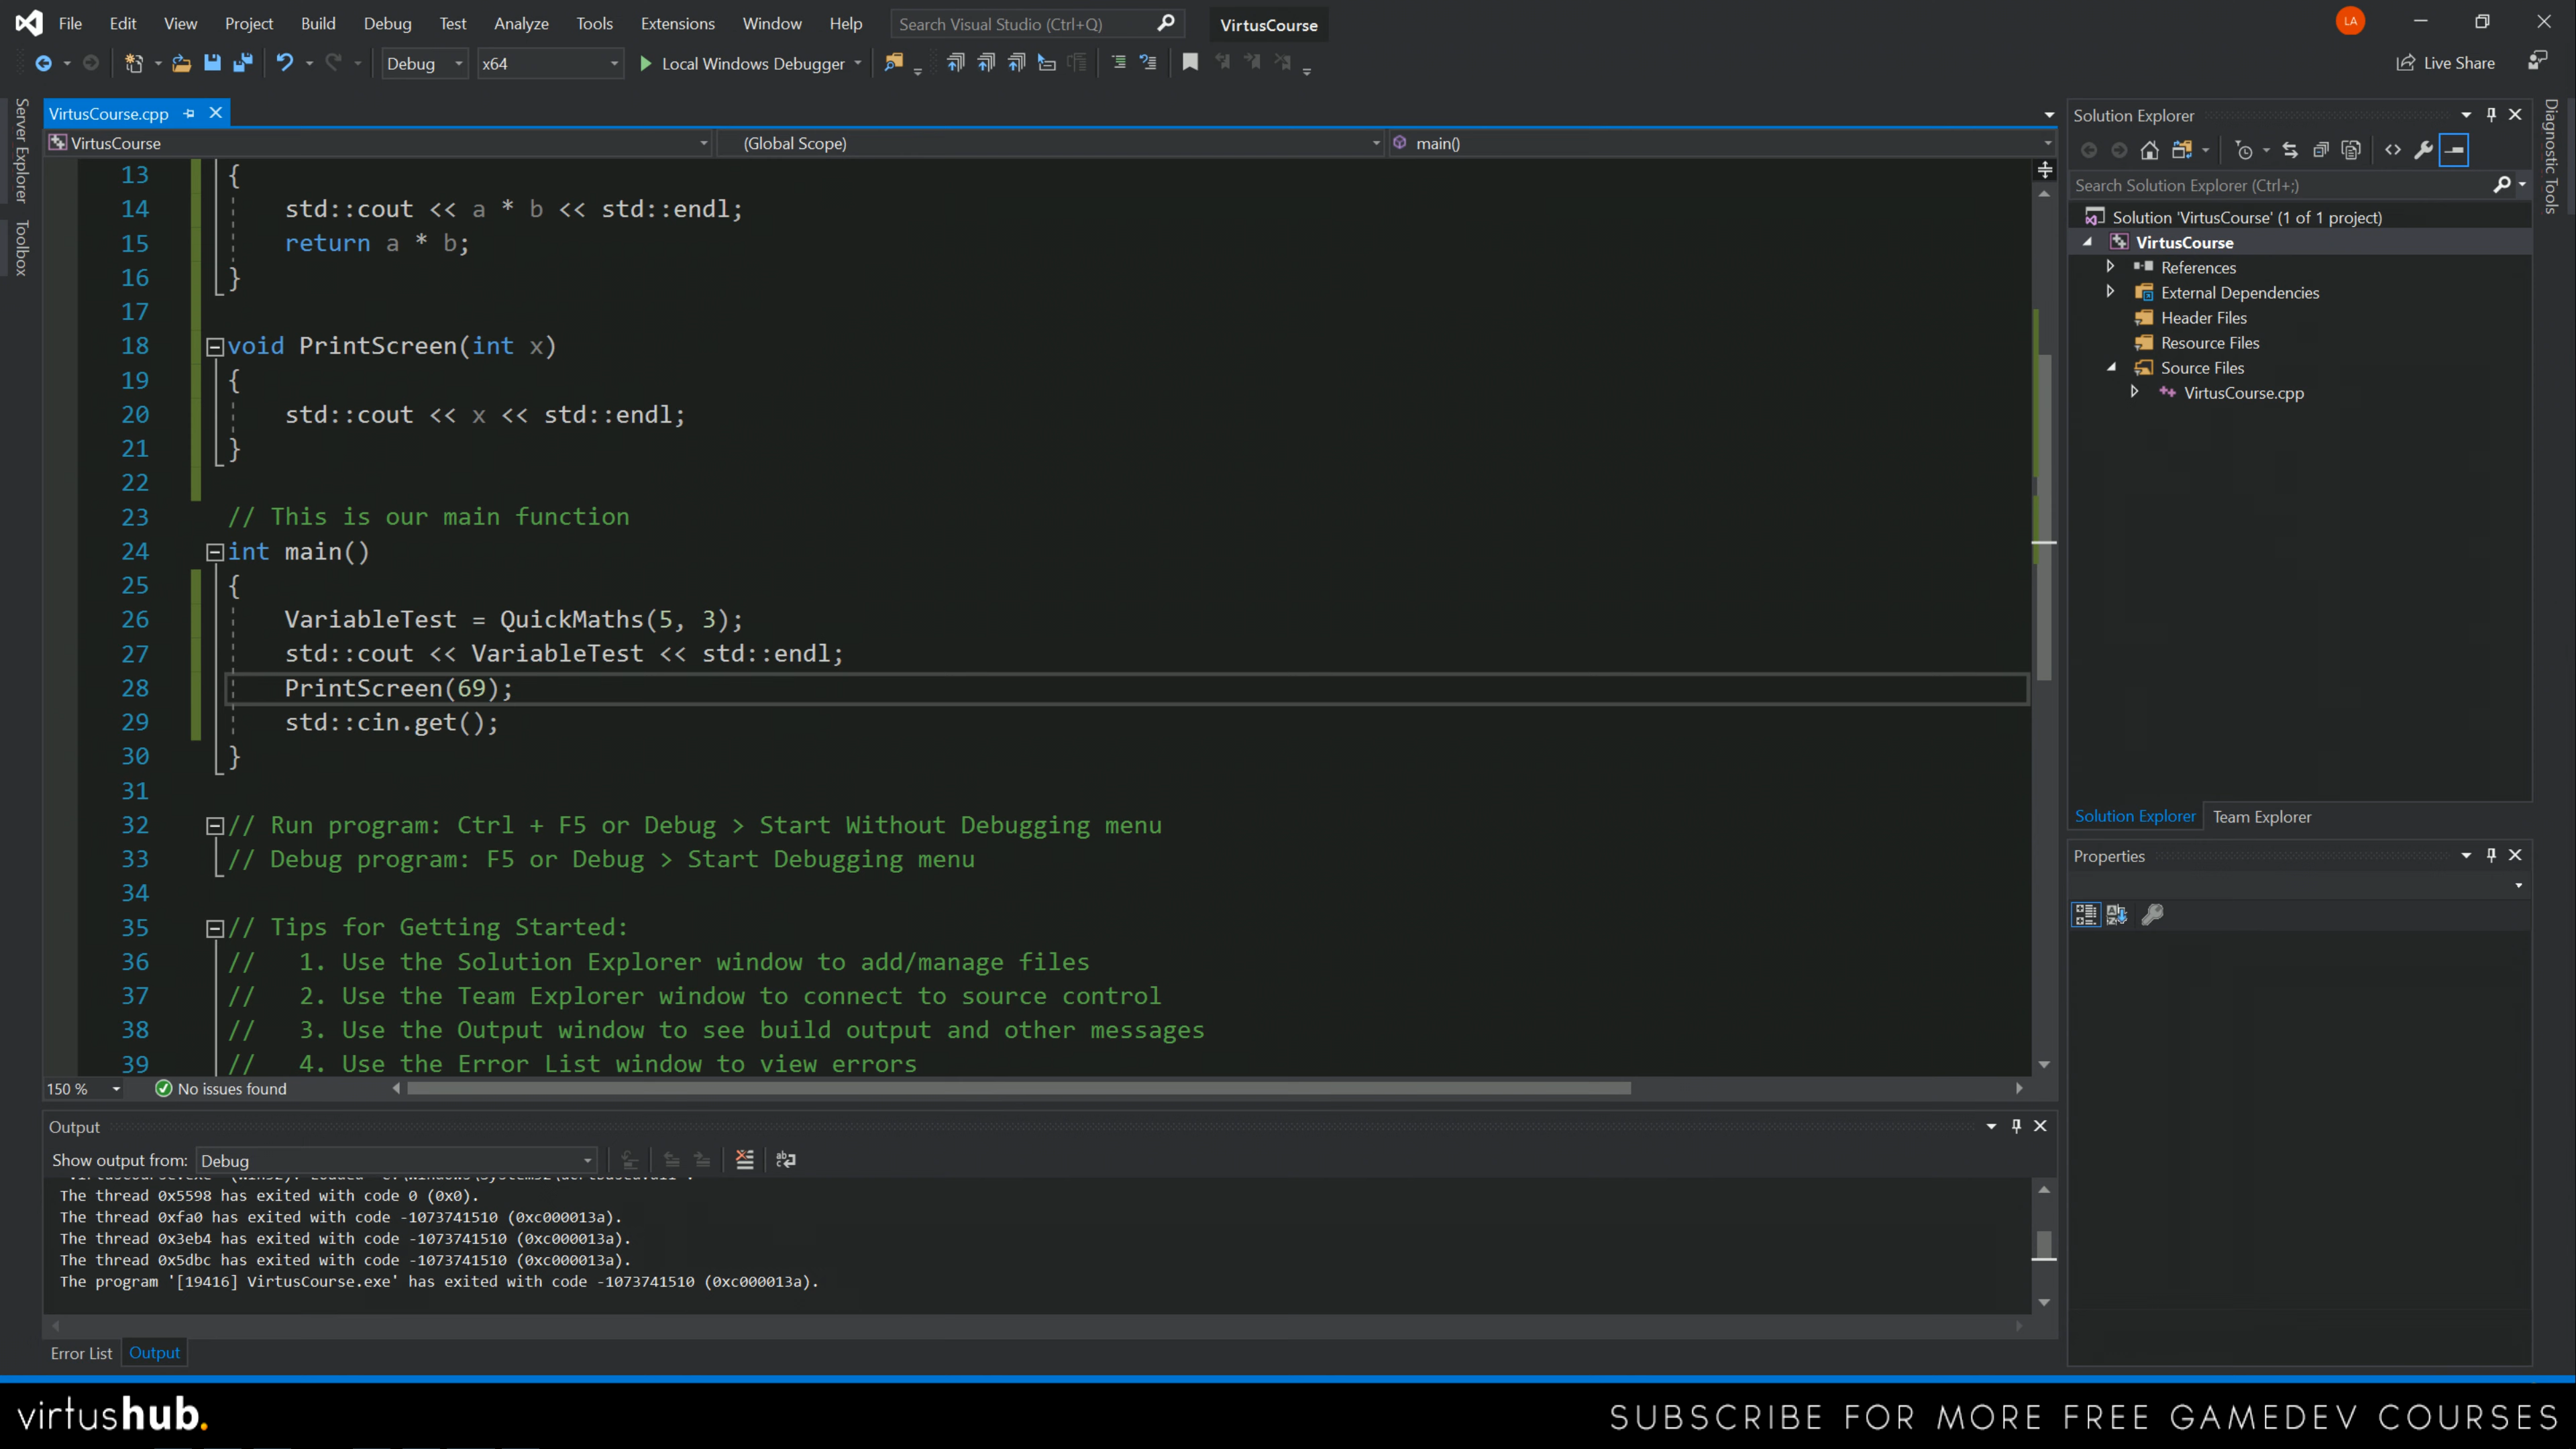 File Edit View Project Build Debug Test Analyze Tools Extensions Window Help Search Visual Studio (Ctrl+Q) VirtusCourse LA
Debug x64 Local Windows Debugger Live Share
Server Explorer
Toolbox
VirtusCourse.cpp
VirtusCourse (Global Scope) main()
13 {
14 std::cout << a * b << std::endl;
15 return a * b;
16 }
17
18 void PrintScreen(int x)
19 {
20 std::cout << x << std::endl;
21 }
22
23 // This is our main function
24 int main()
25 {
26 VariableTest = QuickMaths(5, 3);
27 std::cout << VariableTest << std::endl;
28 PrintScreen(69);
29 std::cin.get();
30 }
31
32 // Run program: Ctrl + F5 or Debug > Start Without Debugging menu
33 // Debug program: F5 or Debug > Start Debugging menu
34
35 // Tips for Getting Started:
36 // 1. Use the Solution Explorer window to add/manage files
37 // 2. Use the Team Explorer window to connect to source control
38 // 3. Use the Output window to see build output and other messages
39 // 4. Use the Error List window to view errors
150 % No issues found
Output
Show output from: Debug
The thread 0x5598 has exited with code 0 (0x0).
The thread 0xfa0 has exited with code -1073741510 (0xc000013a).
The thread 0x3eb4 has exited with code -1073741510 (0xc000013a).
The thread 0x5dbc has exited with code -1073741510 (0xc000013a).
The program '[19416] VirtusCourse.exe' has exited with code -1073741510 (0xc000013a).
Error List Output
Solution Explorer
Search Solution Explorer (Ctrl+;)
Solution 'VirtusCourse' (1 of 1 project)
VirtusCourse
References
External Dependencies
Header Files
Resource Files
Source Files
VirtusCourse.cpp
Solution Explorer Team Explorer
Properties
Diagnostic Tools
virtushub.
SUBSCRIBE FOR MORE FREE GAMEDEV COURSES